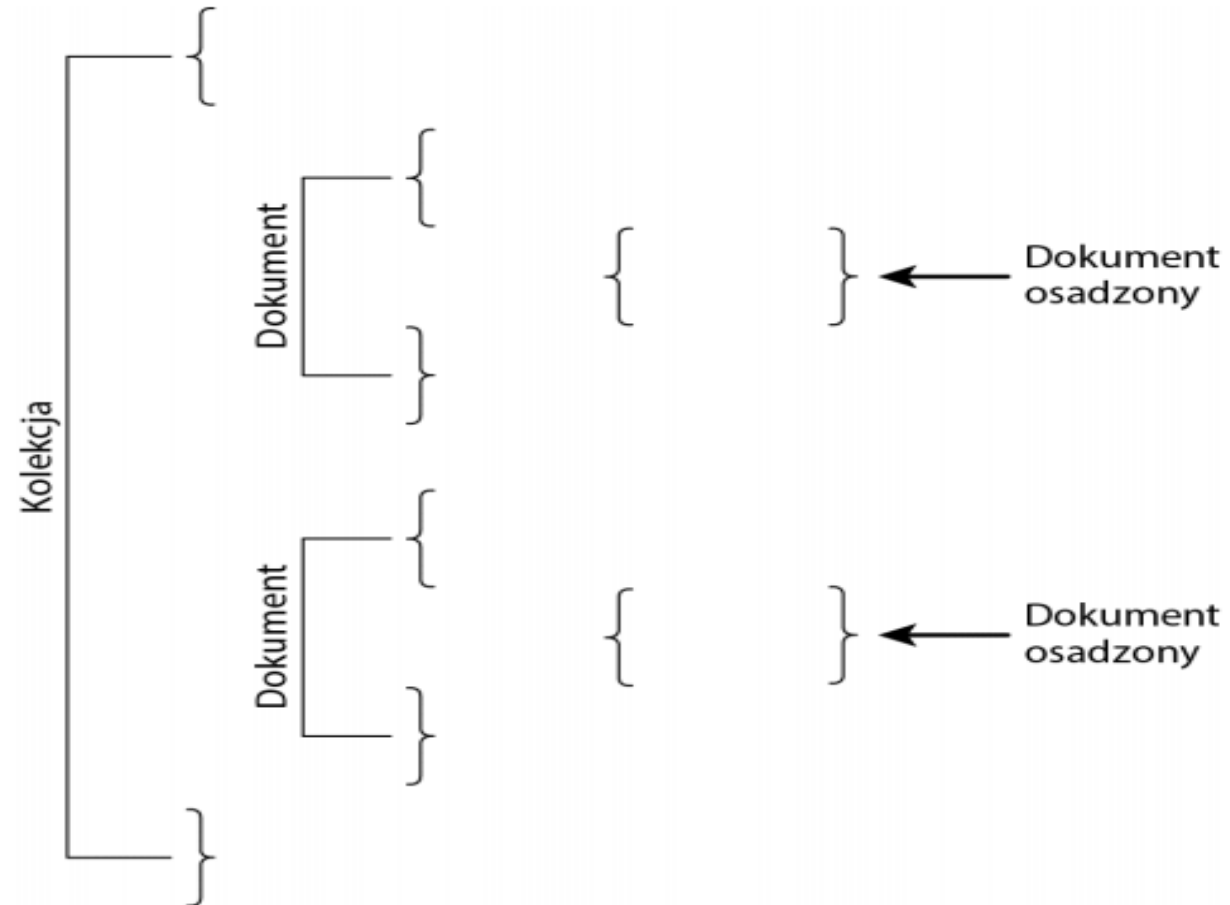 {
{
Dokument
{ } Dokument
osadzony
}
Kolekcja
{
Dokument
{ } Dokument
osadzony
}
}